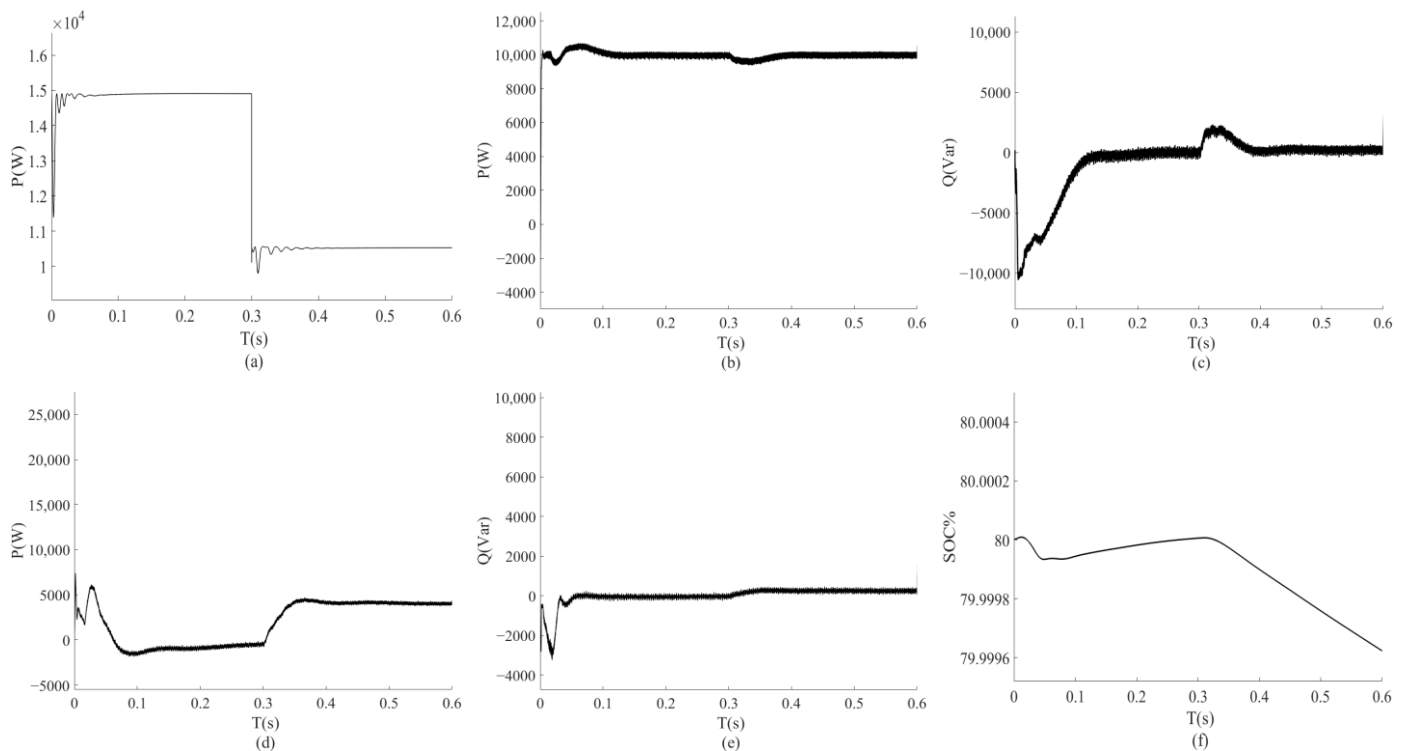 ×10⁴
1.6
1.5
1.4
1.3
1.2
1.1
1
P(W)
0 0.1 0.2 0.3 0.4 0.5 0.6
T(s)
(a)
12,000
10,000
8000
6000
4000
2000
0
−2000
−4000
P(W)
0 0.1 0.2 0.3 0.4 0.5 0.6
T(s)
(b)
10,000
5000
0
−5000
−10,000
Q(Var)
0 0.1 0.2 0.3 0.4 0.5 0.6
T(s)
(c)
25,000
20,000
15,000
10,000
5000
0
−5000
P(W)
0 0.1 0.2 0.3 0.4 0.5 0.6
T(s)
(d)
10,000
8000
6000
4000
2000
0
−2000
−4000
Q(Var)
0 0.1 0.2 0.3 0.4 0.5 0.6
T(s)
(e)
80.0004
80.0002
80
79.9998
79.9996
SOC%
0 0.1 0.2 0.3 0.4 0.5 0.6
T(s)
(f)